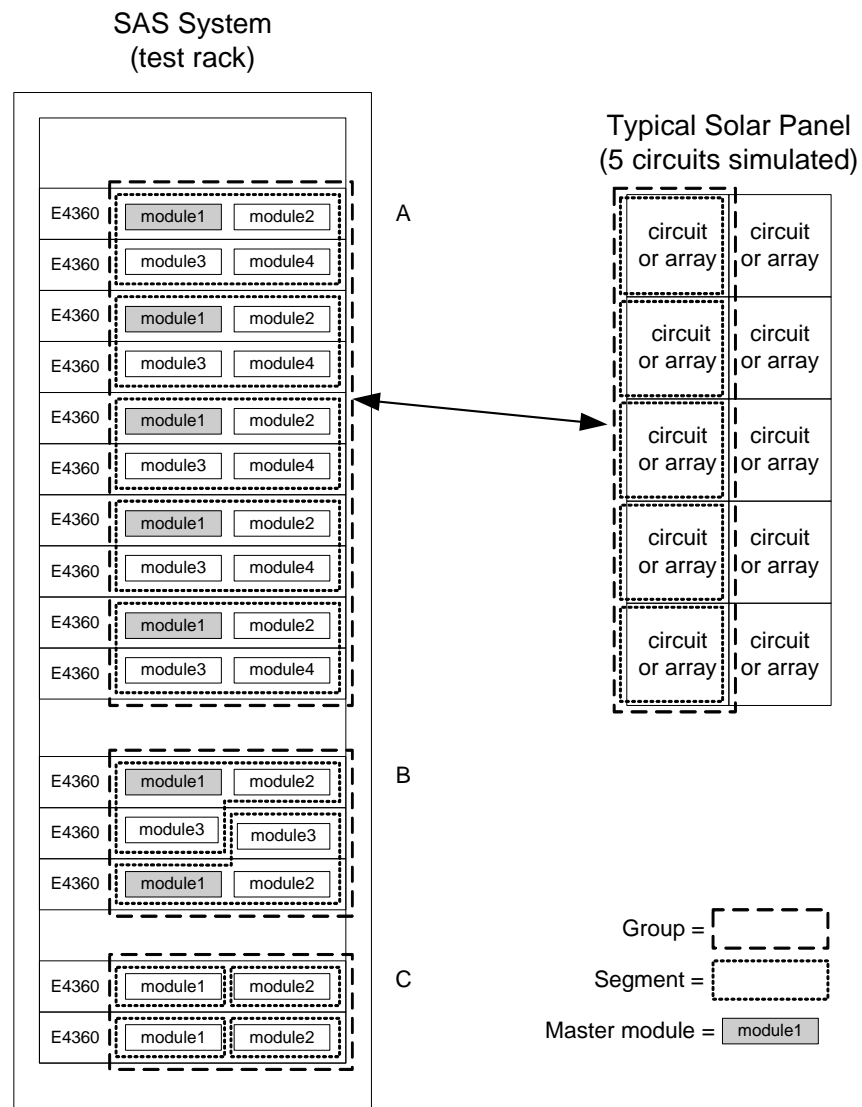 SAS System
(test rack)
Typical Solar Panel
(5 circuits simulated)
E4360 module1 module2 A
E4360 module3 module4
E4360 module1 module2
E4360 module3 module4
E4360 module1 module2
E4360 module3 module4
E4360 module1 module2
E4360 module3 module4
E4360 module1 module2
E4360 module3 module4
circuit circuit
or array or array
circuit circuit
or array or array
circuit circuit
or array or array
circuit circuit
or array or array
circuit circuit
or array or array
E4360 module1 module2 B
E4360 module3 module3
E4360 module1 module2
E4360 module1 module2 C
E4360 module1 module2
Group =
Segment =
Master module = module1